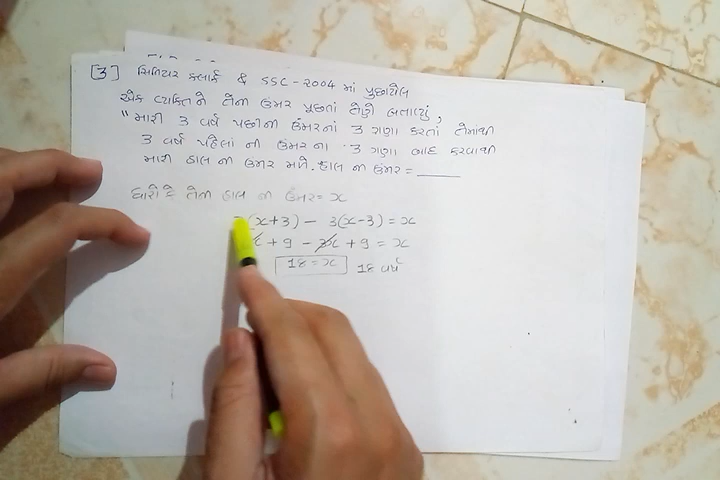 [3] સિનિયર ક્લાર્ક & SSC-2004 માં પુછાયેલ
એક વ્યક્તિ ને તેની ઉંમર પૂછતાં તેણે બતાવ્યું,
"મારી 3 વર્ષ પછીની ઉંમરનાં 3 ગણા કરતાં તેમાંથી
3 વર્ષ પહેલાં ની ઉંમરના 3 ગણા બાદ કરવાથી
મારી હાલ ની ઉંમર મળે. હાલ ની ઉંમર = ______
ધારો કે તેની હાલ ની ઉંમર = x
(x+3) - 3(x-3) = x
+ 9 - 3x + 9 = x
18 = x 18 વર્ષ